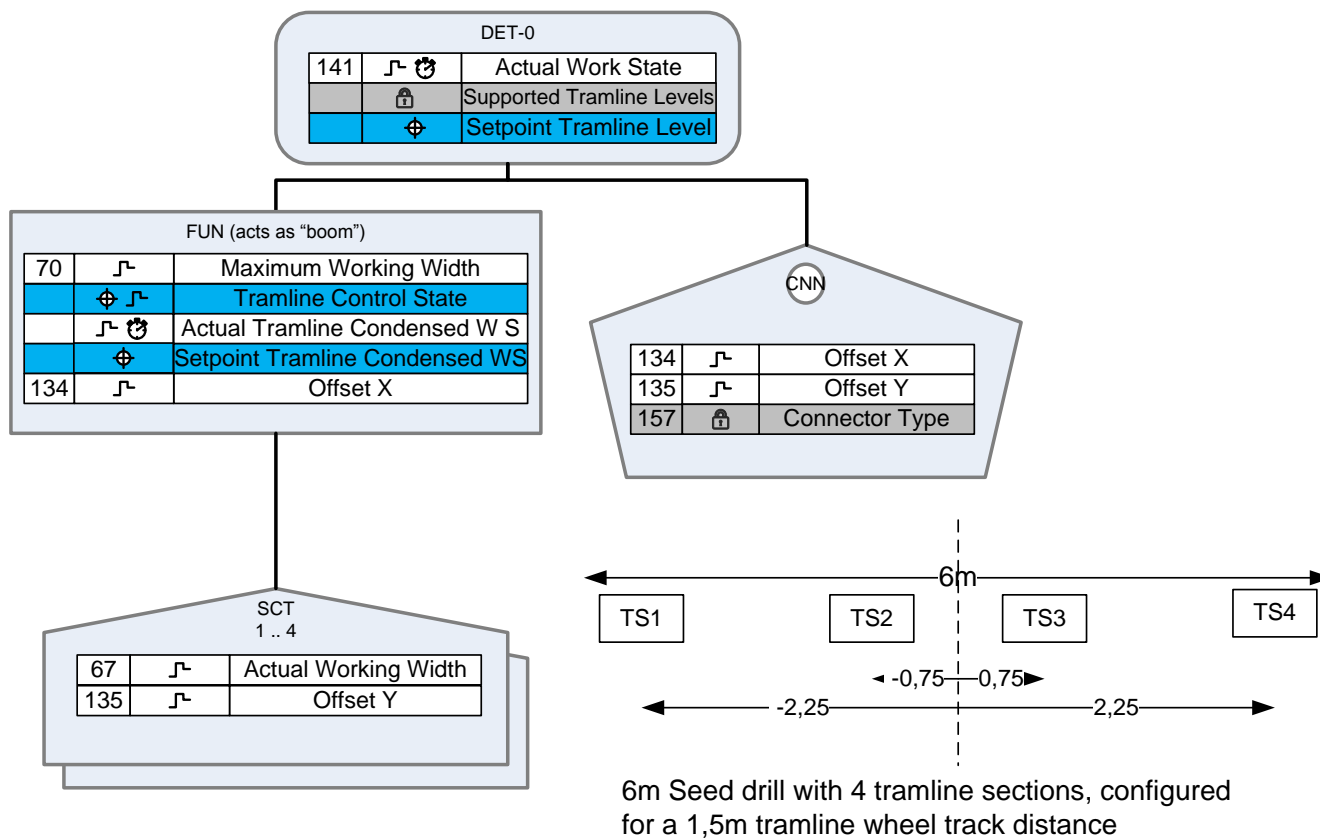 DET-0
141 Actual Work State
Supported Tramline Levels
Setpoint Tramline Level
FUN (acts as “boom”)
70 Maximum Working Width
Tramline Control State
Actual Tramline Condensed W S
Setpoint Tramline Condensed WS
134 Offset X
CNN
134 Offset X
135 Offset Y
157 Connector Type
SCT
1 .. 4
67 Actual Working Width
135 Offset Y
6m
TS1 TS2 TS3 TS4
-0,75 0,75
-2,25 2,25
6m Seed drill with 4 tramline sections, configured
for a 1,5m tramline wheel track distance